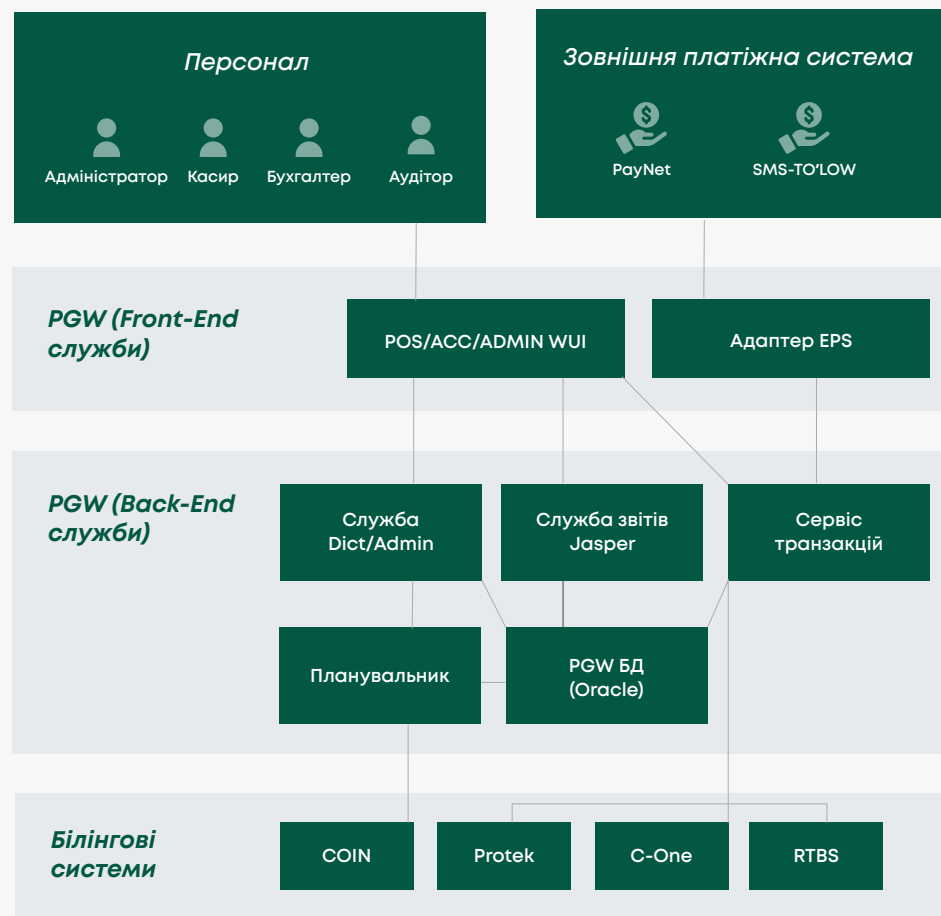 Персонал
Адміністратор
Касир
Бухгалтер
Аудітор
Зовнішня платіжна система
PayNet
SMS-TO'LOW
PGW (Front-End
служби)
POS/ACC/ADMIN WUI
Адаптер EPS
PGW (Back-End
служби)
Служба
Dict/Admin
Служба звітів
Jasper
Сервіс
транзакцій
Планувальник
PGW БД
(Oracle)
Білінгові
системи
COIN
Protek
C-One
RTBS